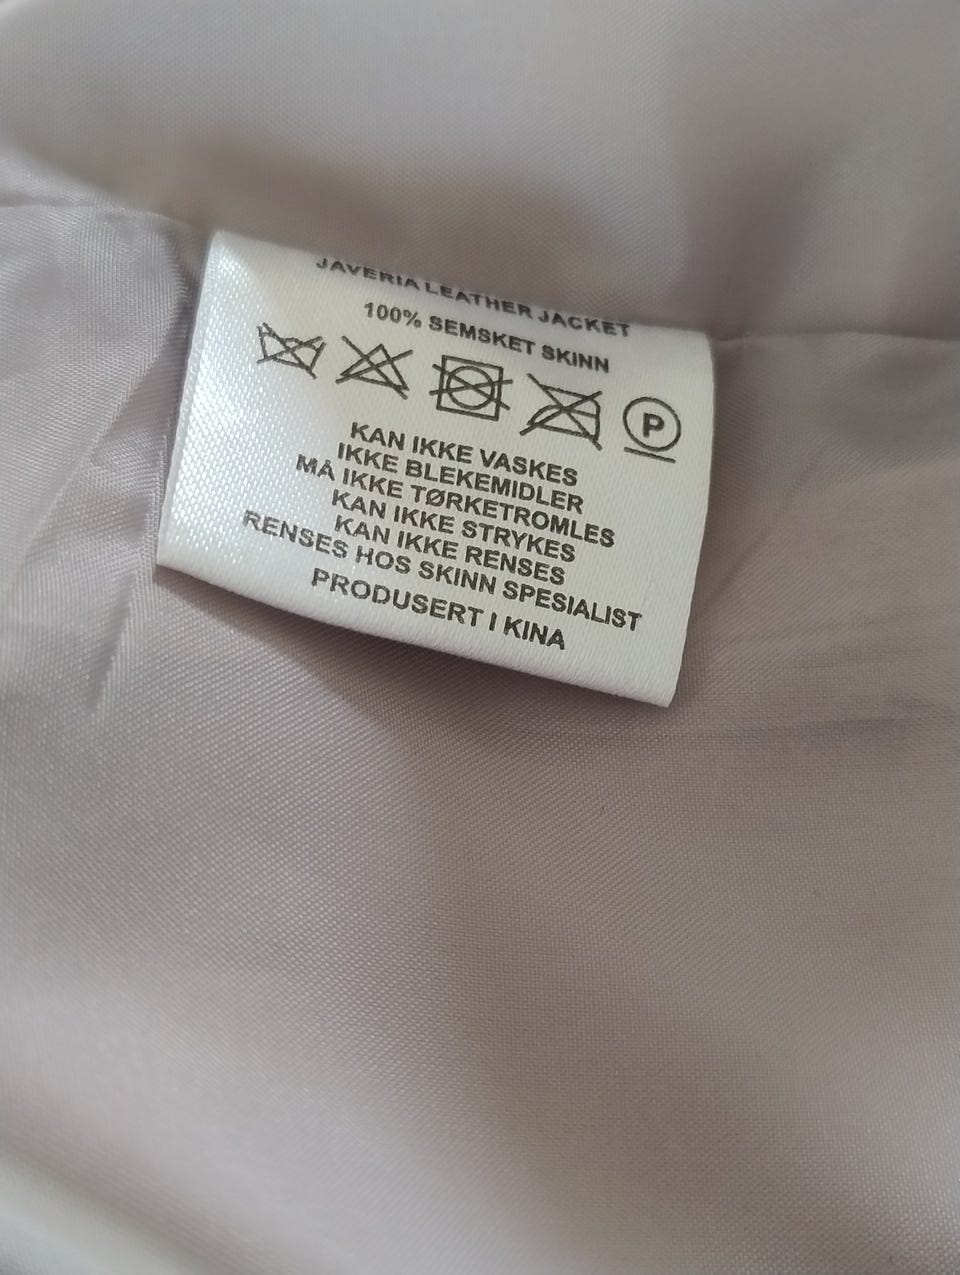 JAVERIA LEATHER JACKET
100% SEMSKET SKINN
P
KAN IKKE VASKES
IKKE BLEKEMIDLER
MÅ IKKE TØRKETROMLES
KAN IKKE STRYKES
KAN IKKE RENSES
RENSES HOS SKINN SPESIALIST
PRODUSERT I KINA